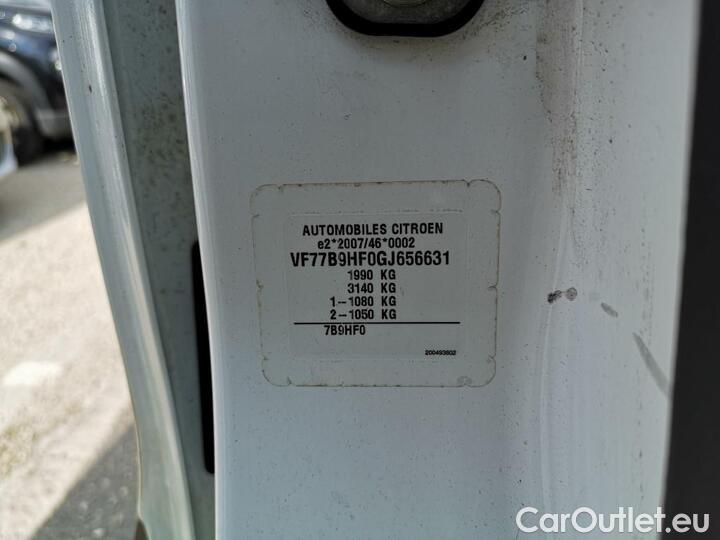 AUTOMOBILES CITROEN
e2*2007/46*0002
VF77B9HF0GJ656631
1990 KG
3140 KG
1-1080 KG
2-1050 KG
7B9HF0
200493802
CarOutlet.eu